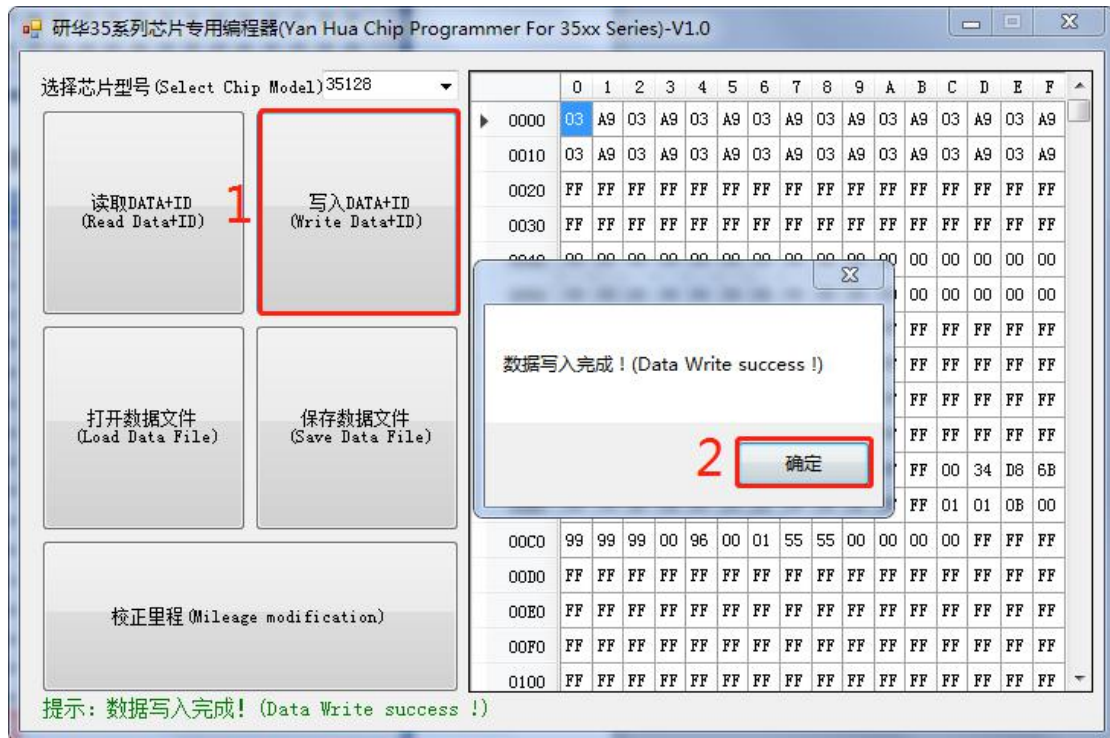 研华35系列芯片专用编程器(Yan Hua Chip Programmer For 35xx Series)-V1.0
选择芯片型号(Select Chip Model) 35128
读取DATA+ID
(Read Data+ID)
1
写入DATA+ID
(Write Data+ID)
打开数据文件
(Load Data File)
保存数据文件
(Save Data File)
校正里程(Mileage modification)
0 1 2 3 4 5 6 7 8 9 A B C D E F
0000 03 A9 03 A9 03 A9 03 A9 03 A9 03 A9 03 A9 03 A9
0010 03 A9 03 A9 03 A9 03 A9 03 A9 03 A9 03 A9 03 A9
0020 FF FF FF FF FF FF FF FF FF FF FF FF FF FF FF FF
0030 FF FF FF FF FF FF FF FF FF FF FF FF FF FF FF FF
00 00 00 00 00
00 00 00 00 00
FF FF FF FF FF
FF FF FF FF FF
FF FF FF FF FF
FF FF FF FF FF
FF 00 34 D8 6B
FF 01 01 0B 00
00C0 99 99 99 00 96 00 01 55 55 00 00 00 00 FF FF FF
00D0 FF FF FF FF FF FF FF FF FF FF FF FF FF FF FF FF
00E0 FF FF FF FF FF FF FF FF FF FF FF FF FF FF FF FF
00F0 FF FF FF FF FF FF FF FF FF FF FF FF FF FF FF FF
0100 FF FF FF FF FF FF FF FF FF FF FF FF FF FF FF FF
数据写入完成！(Data Write success !)
2
确定
提示：数据写入完成！(Data Write success !)